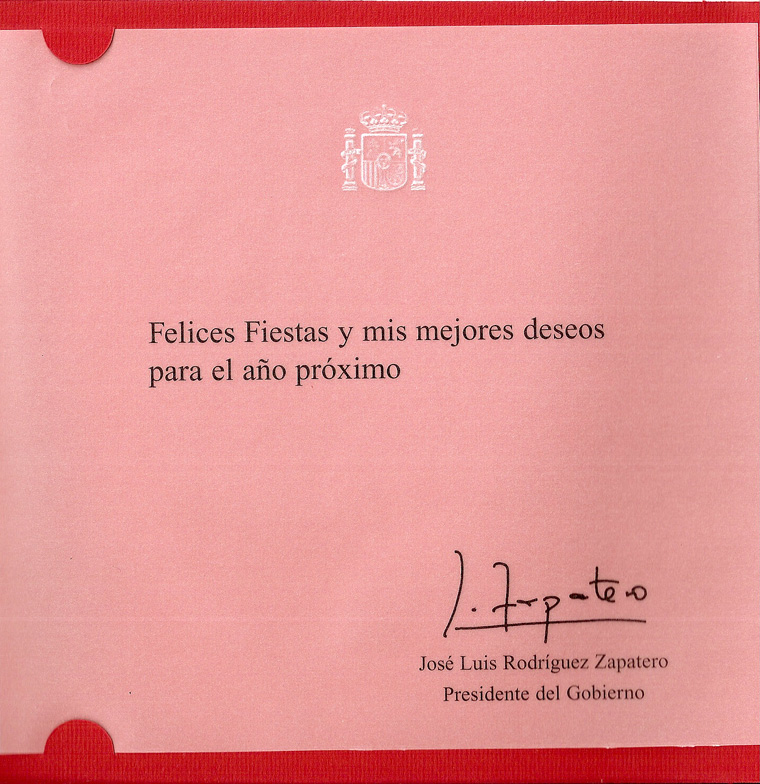 Felices Fiestas y mis mejores deseos
para el año próximo
J. Zapatero
José Luis Rodríguez Zapatero
Presidente del Gobierno